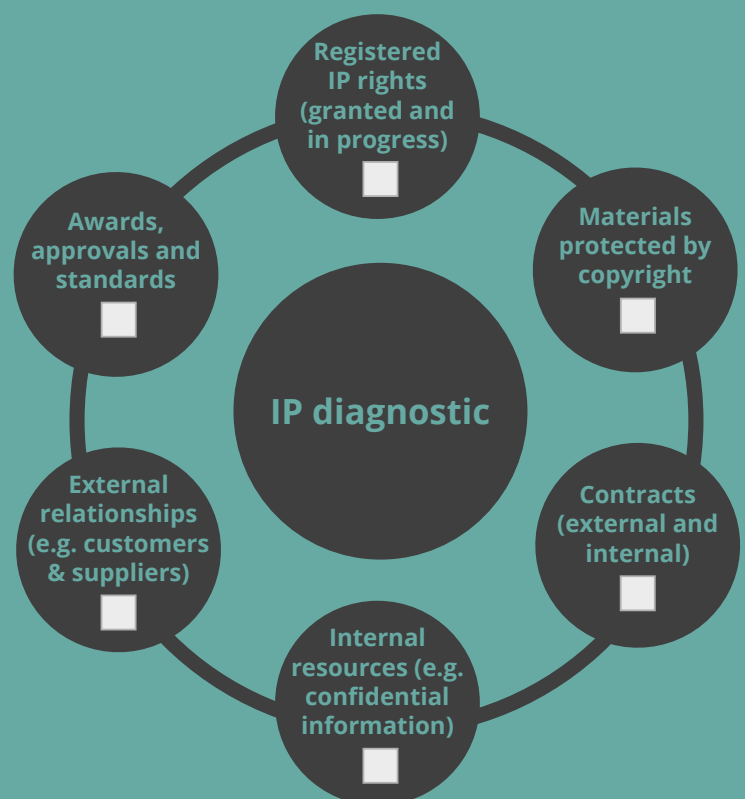 Registered
IP rights
(granted and
in progress)
Materials
protected by
copyright
Contracts
(external and
internal)
Internal
resources (e.g.
confidential
information)
External
relationships
(e.g. customers
& suppliers)
Awards,
approvals and
standards
IP diagnostic